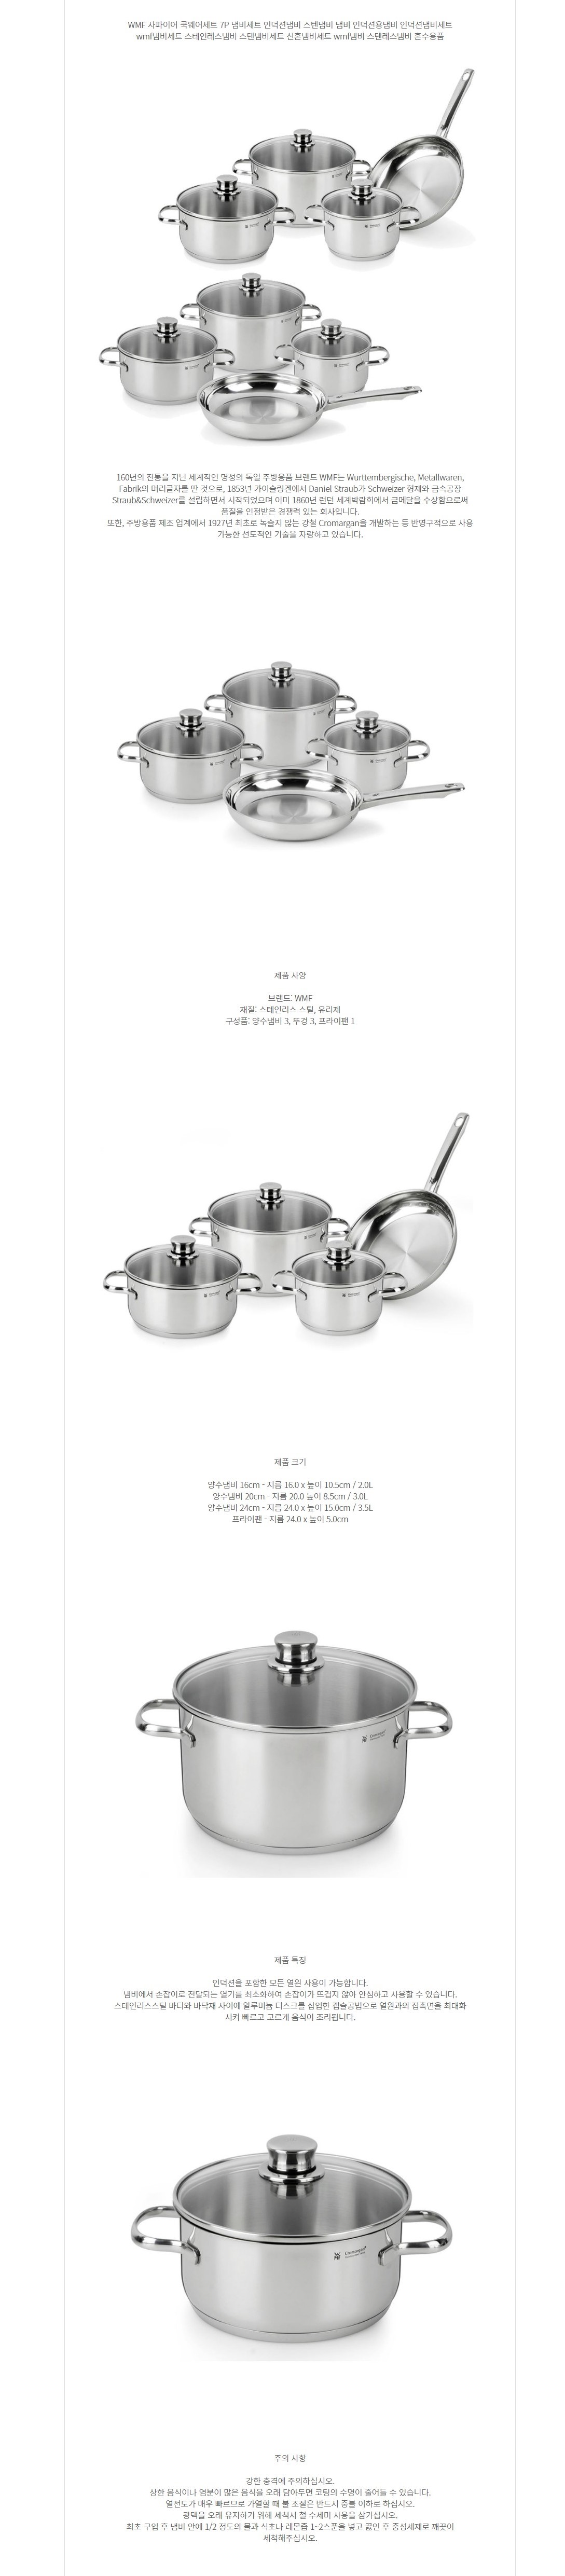 WMF 사파이어 쿡웨어세트 7P 냄비세트 인덕션냄비 스텐냄비 냄비 인덕션용냄비 인덕션냄비세트
wmf냄비세트 스테인레스냄비 스텐냄비세트 신혼냄비세트 wmf냄비 스텐레스냄비 혼수용품
160년의 전통을 지닌 세계적인 명성의 독일 주방용품 브랜드 WMF는 Wurttembergische, Metallwaren,
Fabrik의 머리글자를 딴 것으로, 1853년 가이슬링겐에서 Daniel Straub가 Schweizer 형제와 금속공장
Straub&Schweizer를 설립하면서 시작되었으며 이미 1860년 런던 세계박람회에서 금메달을 수상함으로써
품질을 인정받은 경쟁력 있는 회사입니다.
또한, 주방용품 제조 업계에서 1927년 최초로 녹슬지 않는 강철 Cromargan을 개발하는 등 반영구적으로 사용
가능한 선도적인 기술을 자랑하고 있습니다.
제품 사양
브랜드: WMF
재질: 스테인리스 스틸, 유리제
구성품: 양수냄비 3, 뚜겅 3, 프라이팬 1
제품 크기
양수냄비 16cm - 지름 16.0 x 높이 10.5cm / 2.0L
양수냄비 20cm - 지름 20.0 높이 8.5cm / 3.0L
양수냄비 24cm - 지름 24.0 x 높이 15.0cm / 3.5L
프라이팬 - 지름 24.0 x 높이 5.0cm
Cromargan
제품 특징
인덕션을 포함한 모든 열원 사용이 가능합니다.
냄비에서 손잡이로 전달되는 열기를 최소화하여 손잡이가 뜨겁지 않아 안심하고 사용할 수 있습니다.
스테인리스스틸 바디와 바닥재 사이에 알루미늄 디스크를 삽입한 캡슐공법으로 열원과의 접촉면을 최대화
시켜 빠르고 고르게 음식이 조리됩니다.
WMF Cromargan®
주의 사항
강한 충격에 주의하십시오.
상한 음식이나 염분이 많은 음식을 오래 담아두면 코팅의 수명이 줄어들 수 있습니다.
열전도가 매우 빠르므로 가열할 때 불 조절은 반드시 중불 이하로 하십시오.
광택을 오래 유지하기 위해 세척시 철 수세미 사용을 삼가십시오.
최초 구입 후 냄비 안에 1/2 정도의 물과 식초나 레몬즙 1~2스푼을 넣고 끓인 후 중성세제로 깨끗이
세척해주십시오.